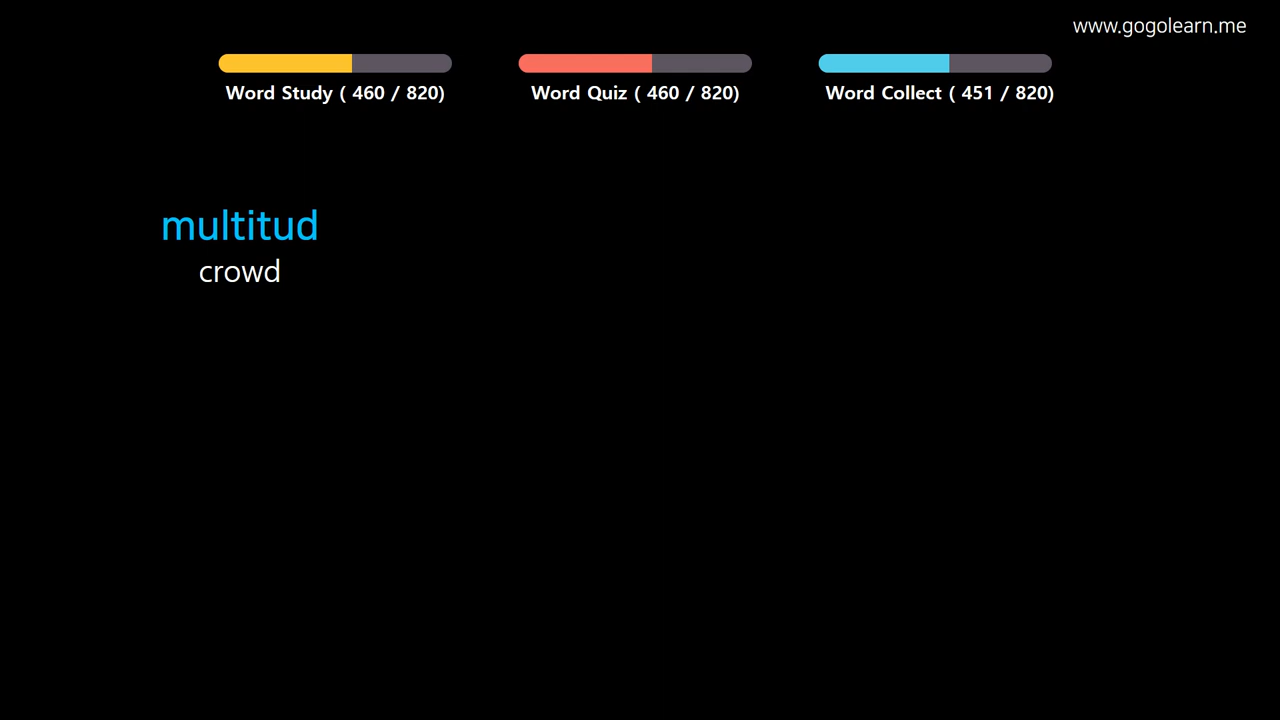 www.gogolearn.me
Word Study ( 460 / 820)
Word Quiz ( 460 / 820)
Word Collect ( 451 / 820)
multitud
crowd